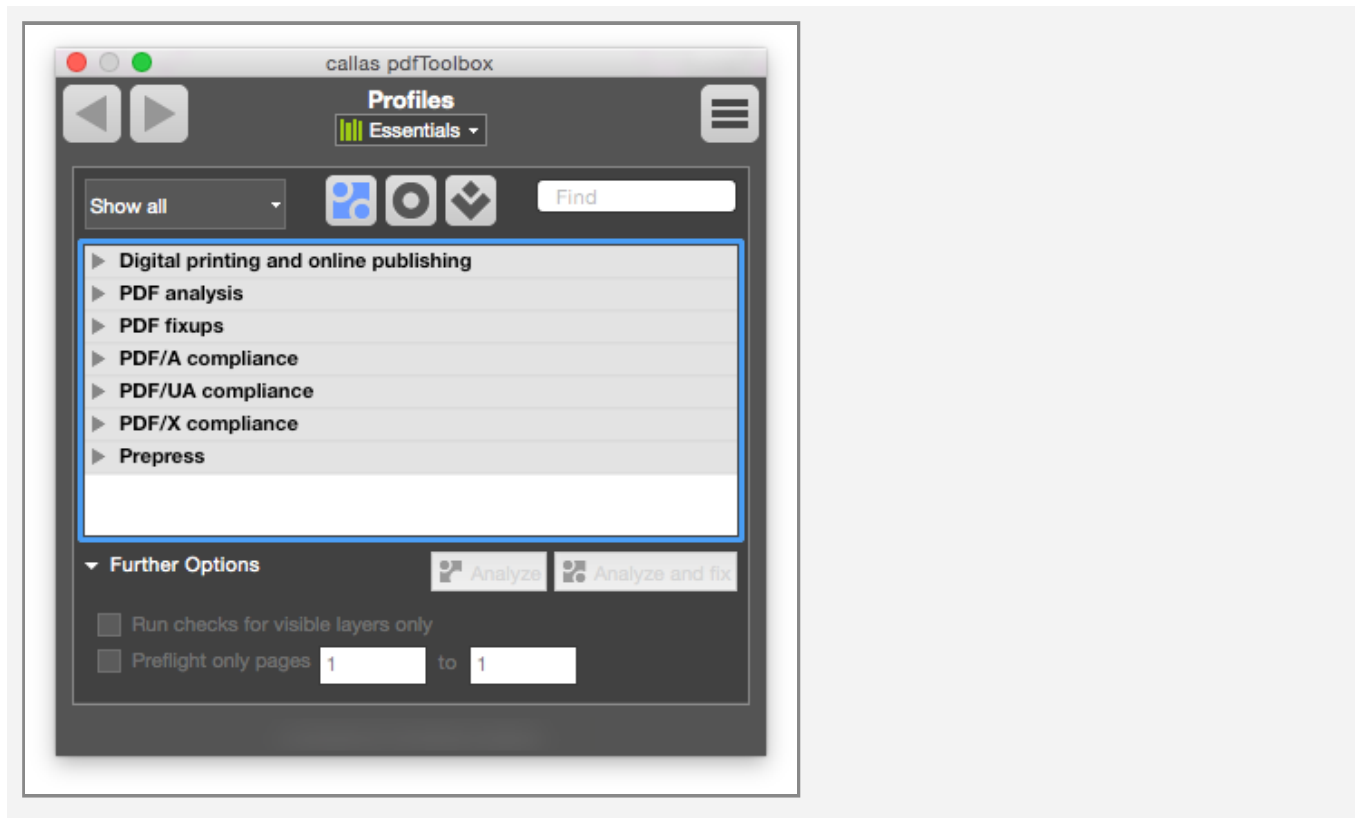 callas pdfToolbox
Profiles
Essentials
Show all
Find
Digital printing and online publishing
PDF analysis
PDF fixups
PDF/A compliance
PDF/UA compliance
PDF/X compliance
Prepress
Further Options
Analyze
Analyze and fix
Run checks for visible layers only
Preflight only pages 1 to 1